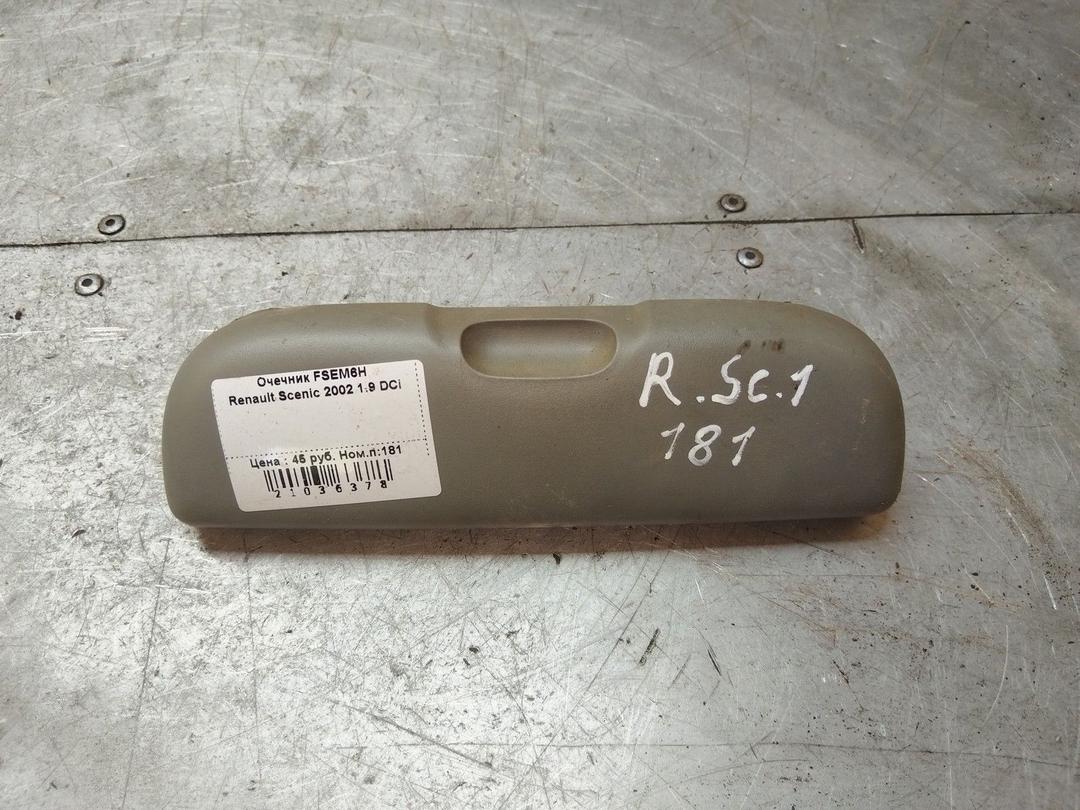 Очечник FSEM6H
Renault Scenic 2002 1.9 DCi
Цена : 45 руб. Ном.п:181
21036378
R.Sc.1
181